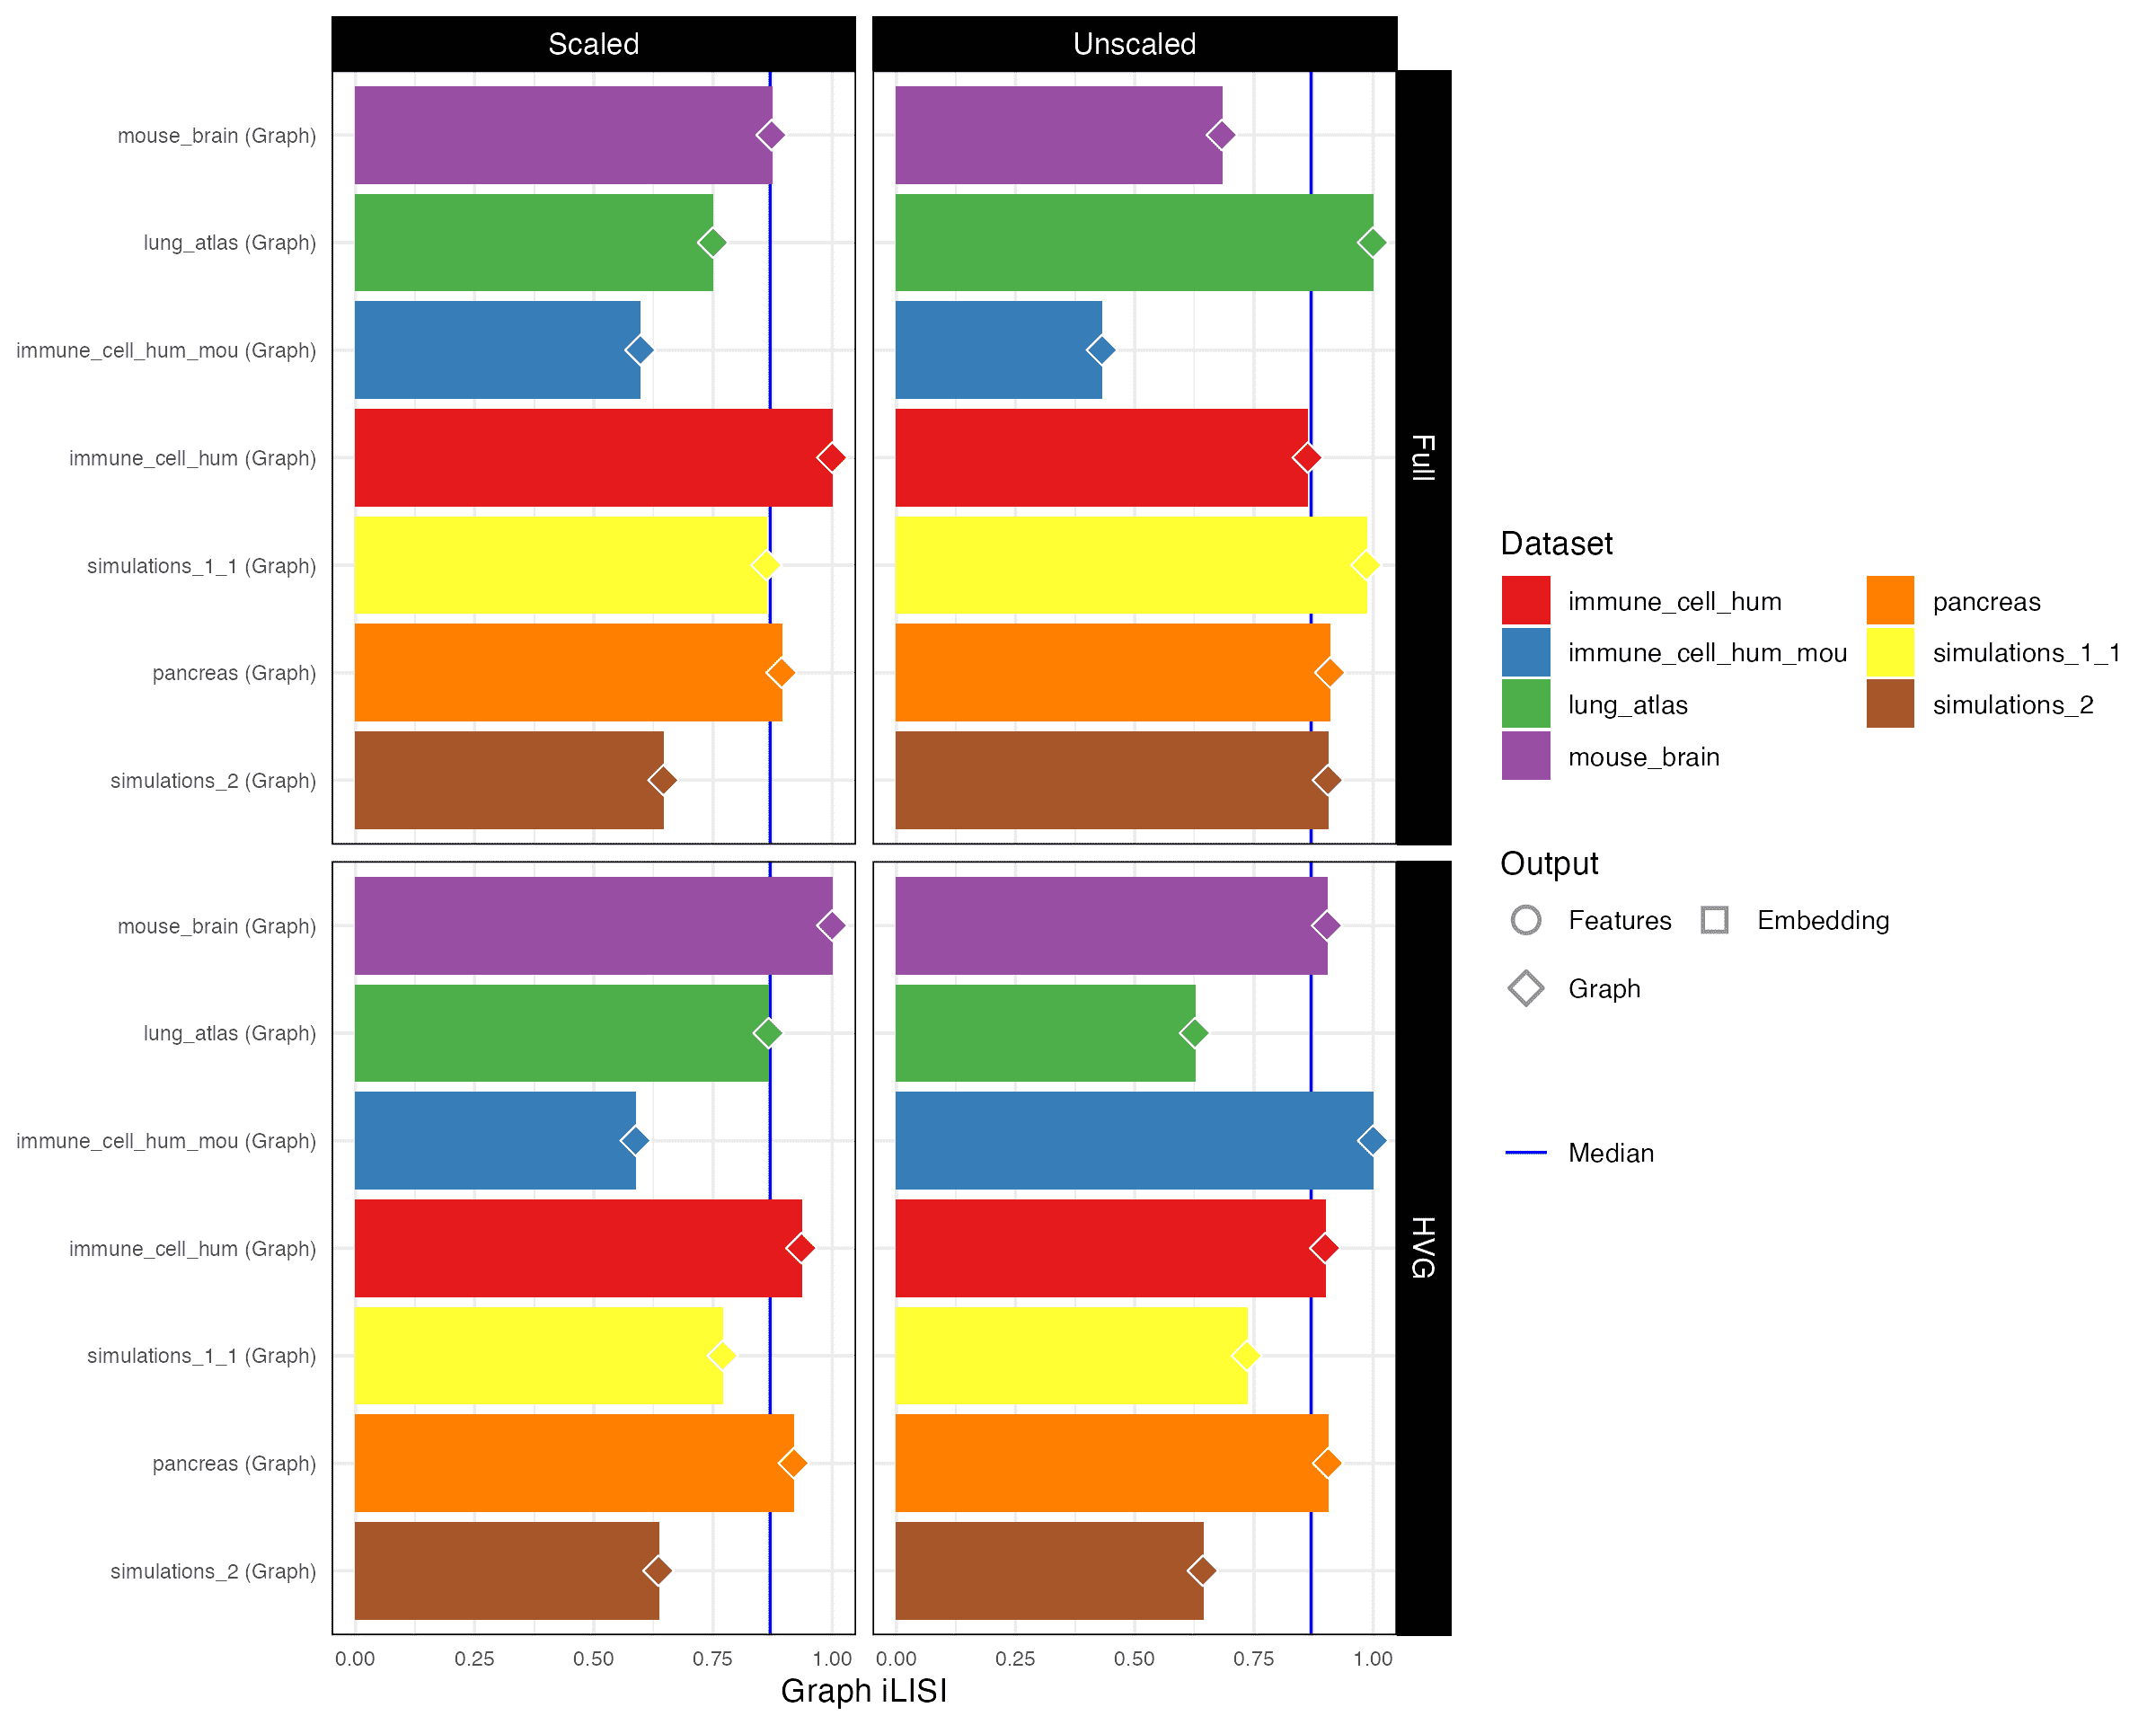 Scaled
Unscaled
mouse_brain (Graph)
lung_atlas (Graph)
immune_cell_hum_mou (Graph)
immune_cell_hum (Graph)
simulations_1_1 (Graph)
pancreas (Graph)
simulations_2 (Graph)
Full
mouse_brain (Graph)
lung_atlas (Graph)
immune_cell_hum_mou (Graph)
immune_cell_hum (Graph)
simulations_1_1 (Graph)
pancreas (Graph)
simulations_2 (Graph)
HVG
0.00 0.25 0.50 0.75 1.00
0.00 0.25 0.50 0.75 1.00
Graph iLISI
Dataset
immune_cell_hum
immune_cell_hum_mou
lung_atlas
mouse_brain
pancreas
simulations_1_1
simulations_2
Output
Features
Embedding
Graph
Median